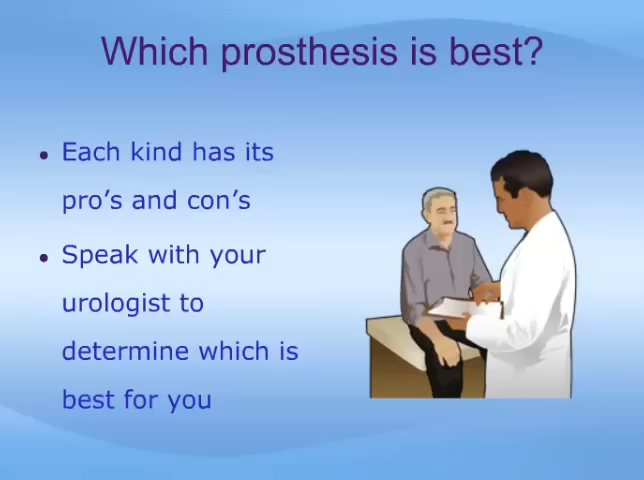 Which prosthesis is best?
• Each kind has its
pro's and con's
• Speak with your
urologist to
determine which is
best for you